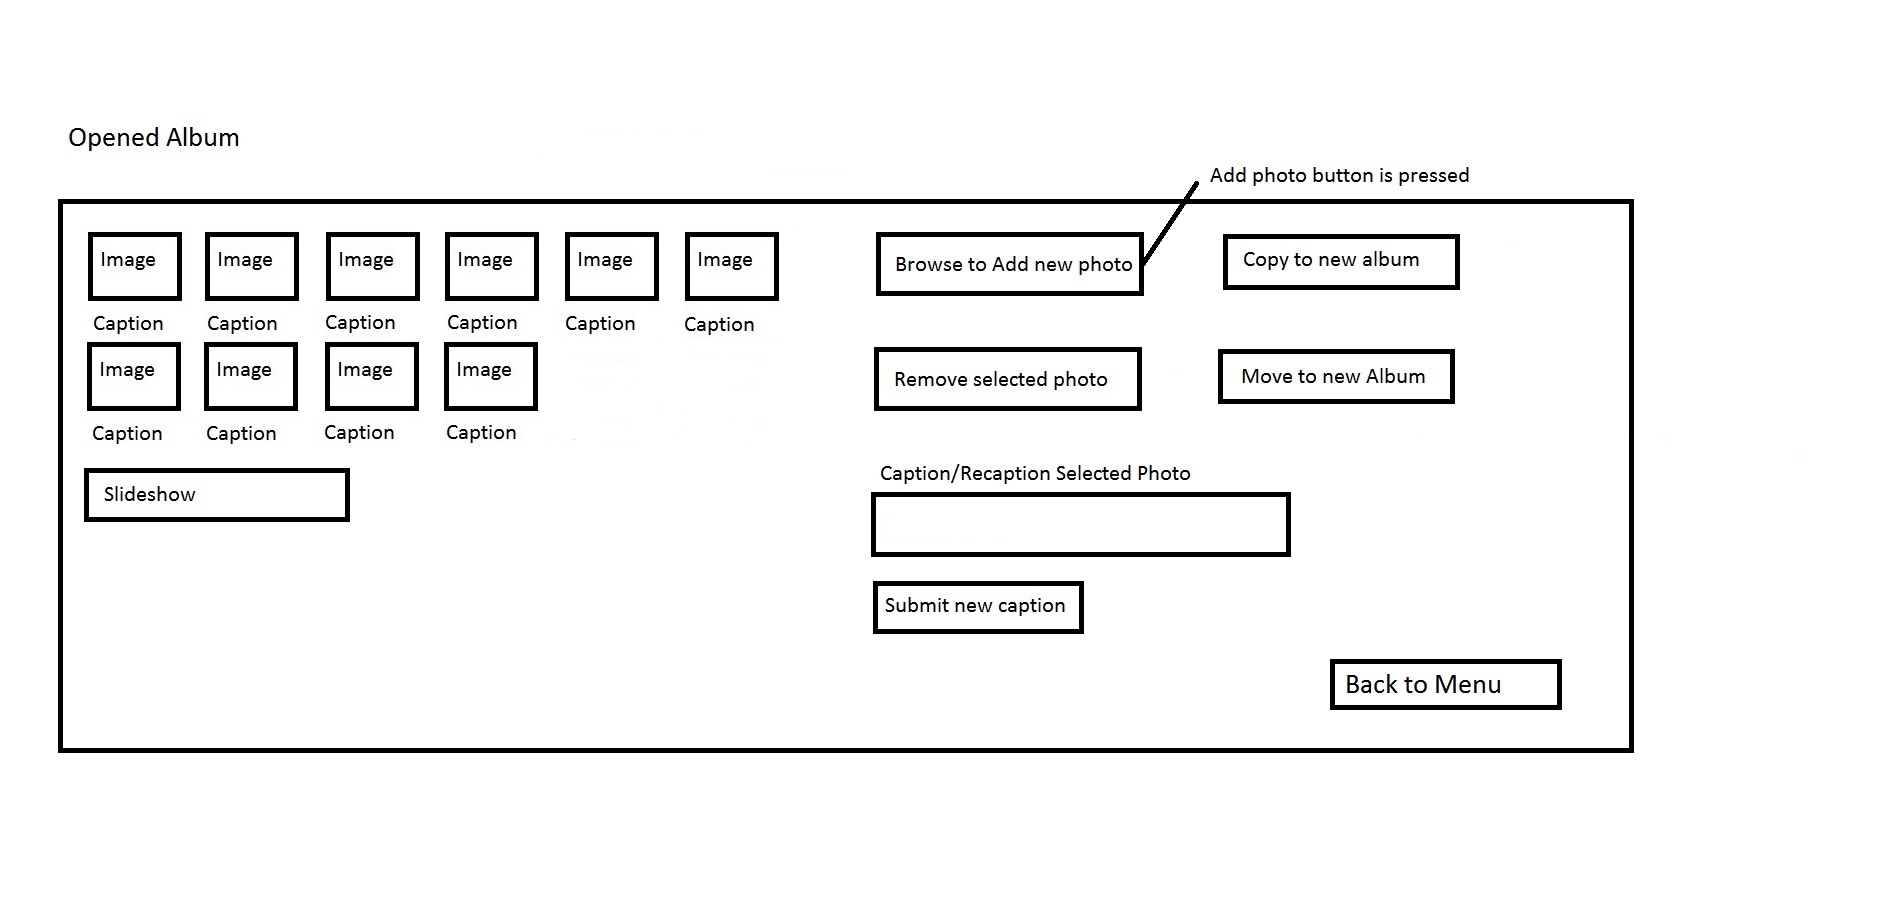 Opened Album
Add photo button is pressed
Image Image Image Image Image Image
Browse to Add new photo
Copy to new album
Caption Caption Caption Caption Caption Caption
Image Image Image Image
Remove selected photo
Move to new Album
Caption Caption Caption Caption
Slideshow
Caption/Recaption Selected Photo
Submit new caption
Back to Menu